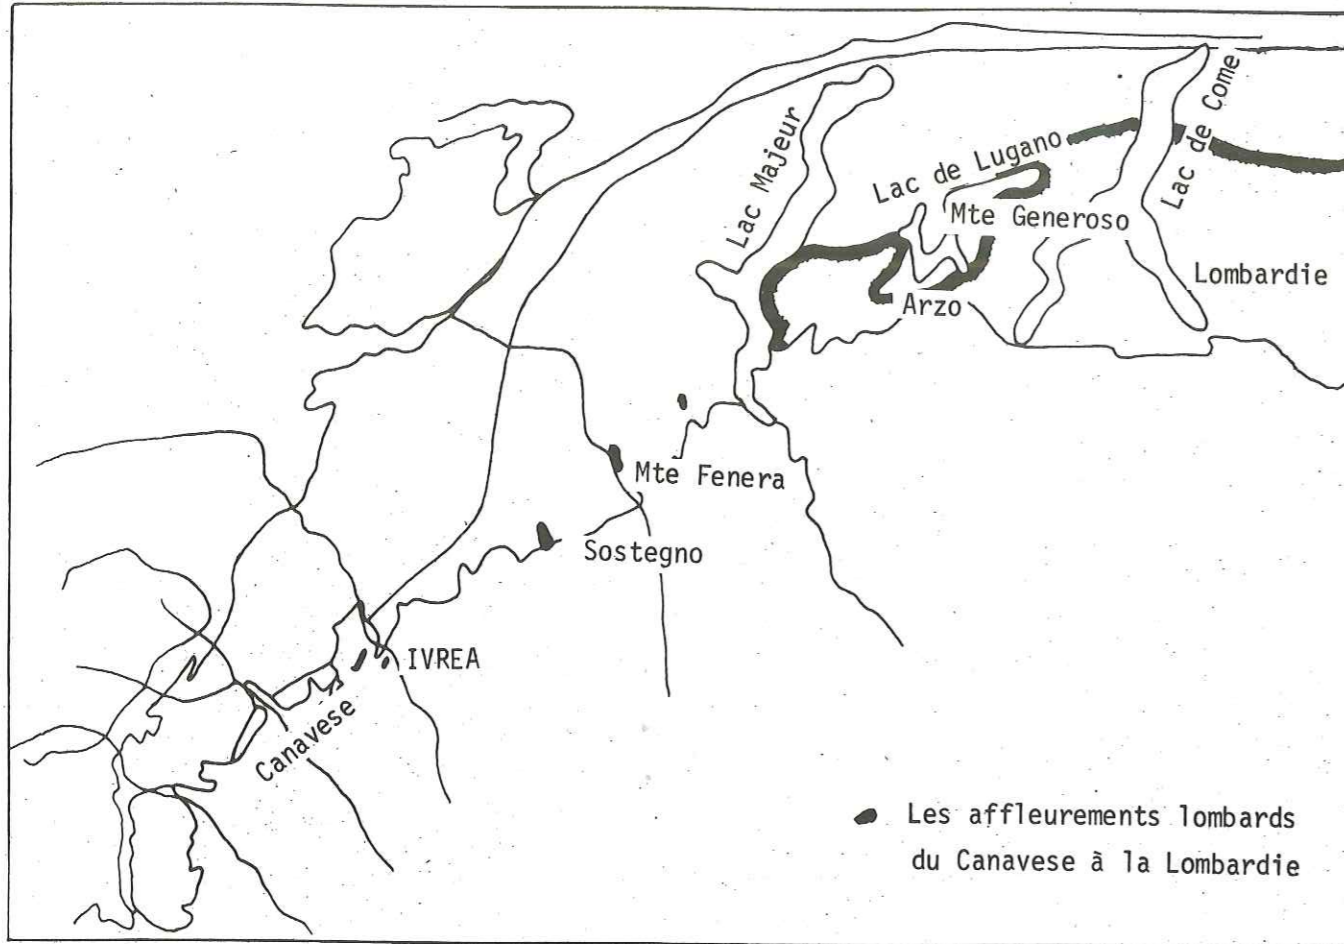 Lac Majeur
Lac de Lugano
Lac de Come
Mte Generoso
Lombardie
Arzo
Mte Fenera
Sostegno
IVREA
Canavese
Les affleurements lombards
du Canavese à la Lombardie